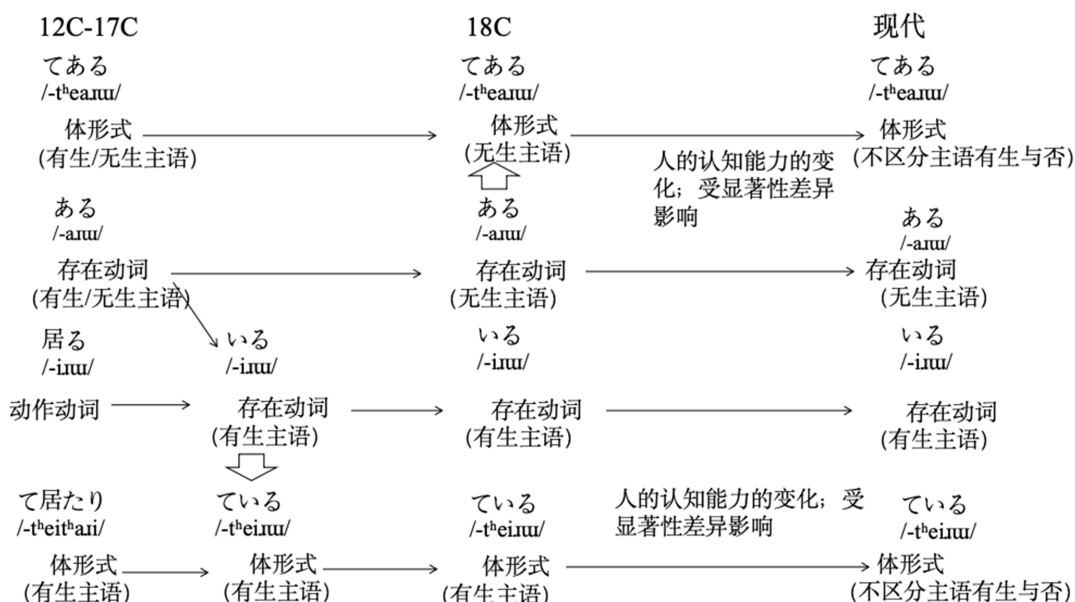 12C-17C
18C
现代
てある
てある
てある
/-tʰeaɹɯ/
/-tʰeaɹɯ/
/-tʰeaɹɯ/
体形式
体形式
体形式
(有生/无生主语)
(无生主语)
(不区分主语有生与否)
人的认知能力的变
化；受显著性差异
影响
ある
ある
ある
/-aɹɯ/
/-aɹɯ/
/-aɹɯ/
存在动词
存在动词
存在动词
(有生/无生主语)
(无生主语)
(无生主语)
居る
いる
いる
いる
/-iɹɯ/
/-iɹɯ/
/-iɹɯ/
/-iɹɯ/
动作动词
存在动词
存在动词
存在动词
(有生主语)
(有生主语)
(有生主语)
て居たり
ている
ている
人的认知能力的变化；受
显著性差异影响
ている
/-tʰeitʰaɹi/
/-tʰeiɹɯ/
/-tʰeiɹɯ/
/-tʰeiɹɯ/
体形式
体形式
体形式
体形式
(有生主语)
(有生主语)
(有生主语)
(不区分主语有生与否)